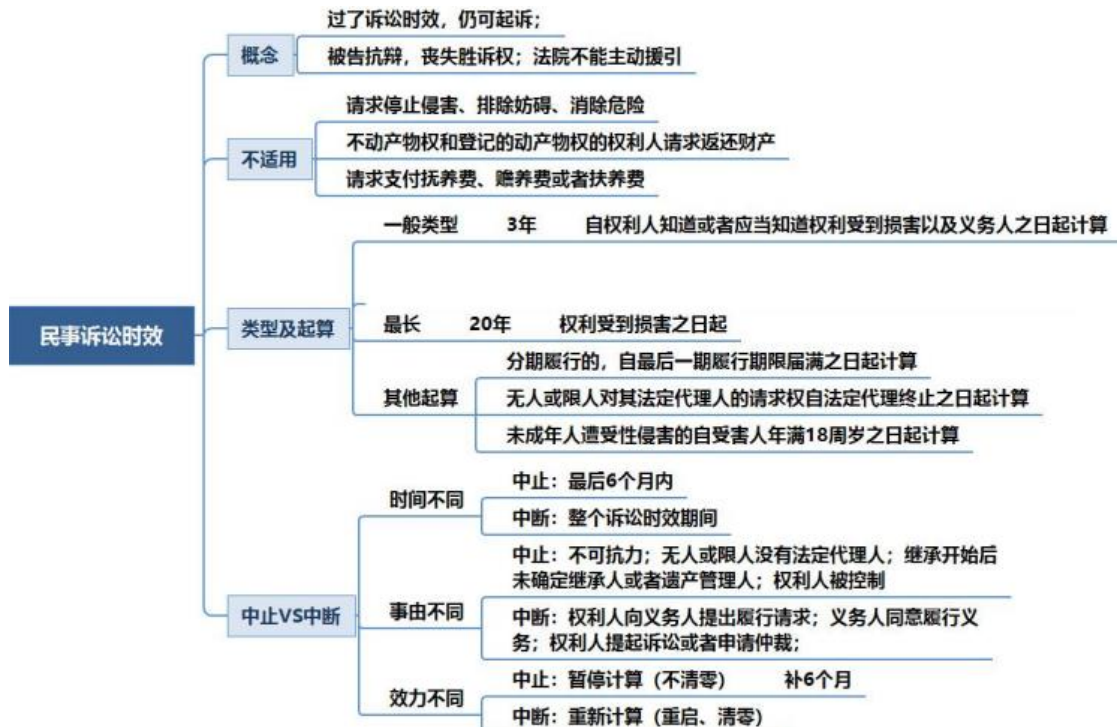 过了诉讼时效，仍可起诉；
概念
被告抗辩，丧失胜诉权；法院不能主动援引
请求停止侵害、排除妨碍、消除危险
不动产物权和登记的动产物权的权利人请求返还财产
不适用
请求支付抚养费、赡养费或者扶养费
一般类型 3年 自权利人知道或者应当知道权利受到损害以及义务人之日起计算
民事诉讼时效
类型及起算
最长 20年 权利受到损害之日起
分期履行的，自最后一期履行期限届满之日起计算
其他起算
无人或限人对其法定代理人的请求权自法定代理终止之日起计算
未成年人遭受性侵害的自受害人年满18周岁之日起计算
中止：最后6个月内
时间不同
中断：整个诉讼时效期间
中止：不可抗力；无人或限人没有法定代理人；继承开始后
未确定继承人或者遗产管理人；权利人被控制
中止VS中断
事由不同
中断：权利人向义务人提出履行请求；义务人同意履行义
务；权利人提起诉讼或者申请仲裁；
中止：暂停计算（不清零） 补6个月
效力不同
中断：重新计算（重启、清零）